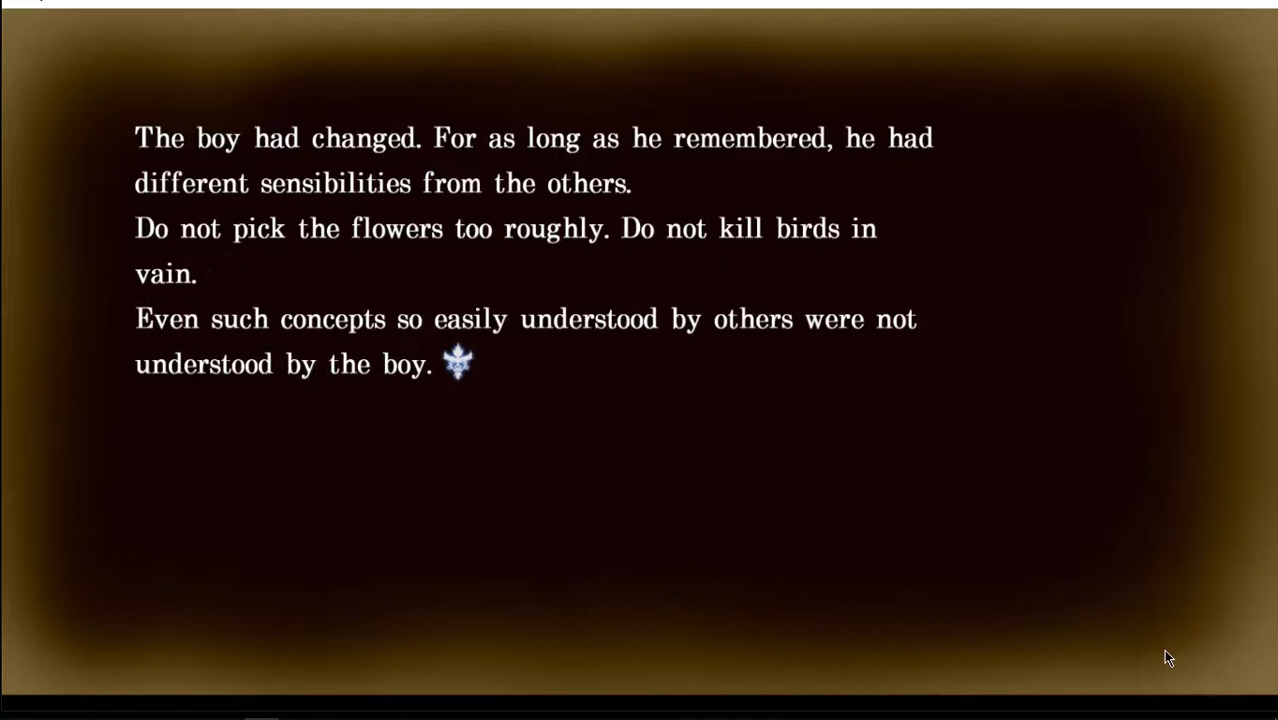 The boy had changed. For as long as he remembered, he had
different sensibilities from the others.
Do not pick the flowers too roughly. Do not kill birds in
vain.
Even such concepts so easily understood by others were not
understood by the boy.